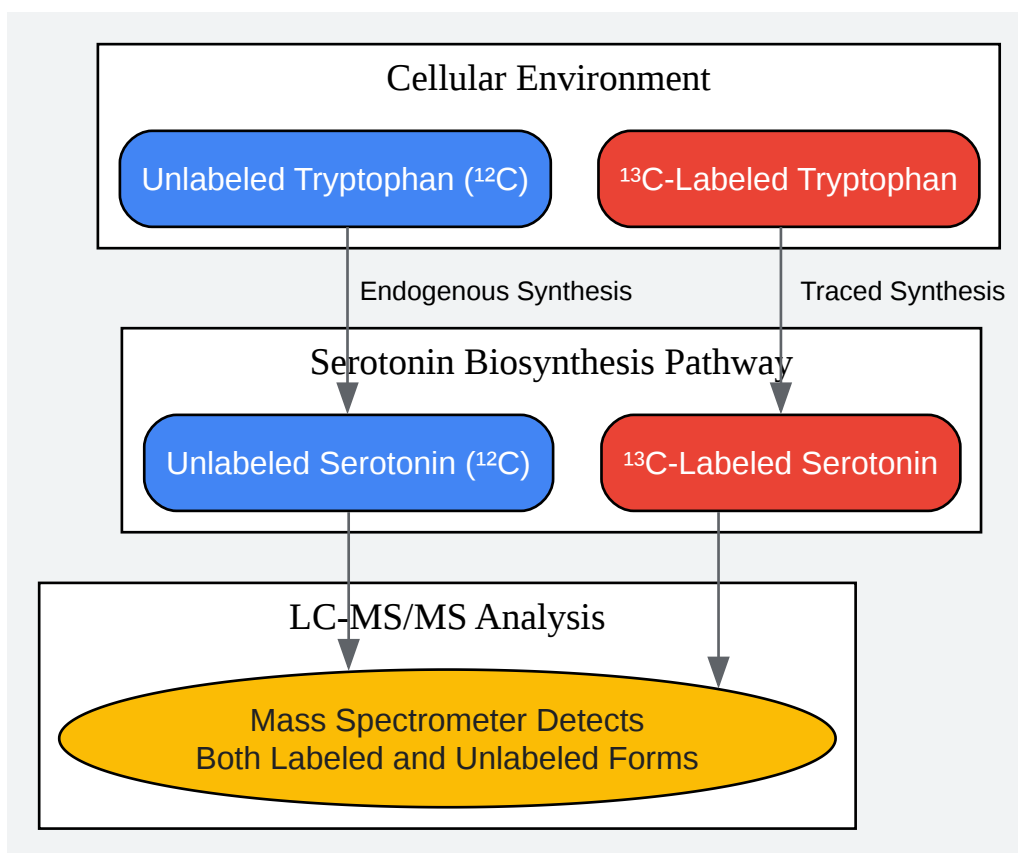 Cellular Environment
Unlabeled Tryptophan (¹²C)
¹³C-Labeled Tryptophan
Endogenous Synthesis
Traced Synthesis
Serotonin Biosynthesis Pathway
Unlabeled Serotonin (¹²C)
¹³C-Labeled Serotonin
LC-MS/MS Analysis
Mass Spectrometer Detects
Both Labeled and Unlabeled Forms